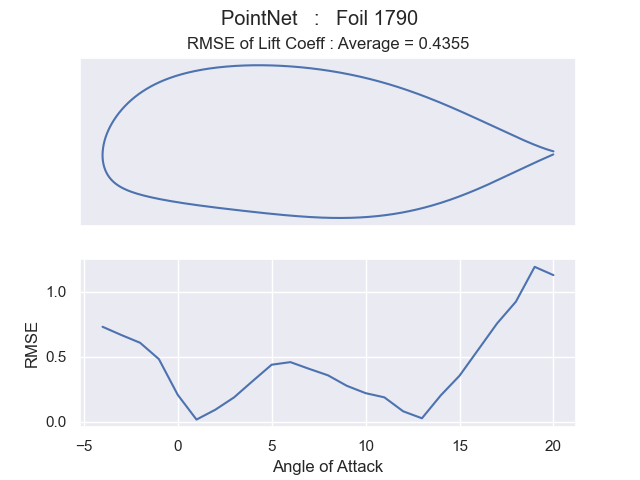 PointNet : Foil 1790
RMSE of Lift Coeff : Average = 0.4355
1.0
0.5
0.0
RMSE
−5 0 5 10 15 20
Angle of Attack